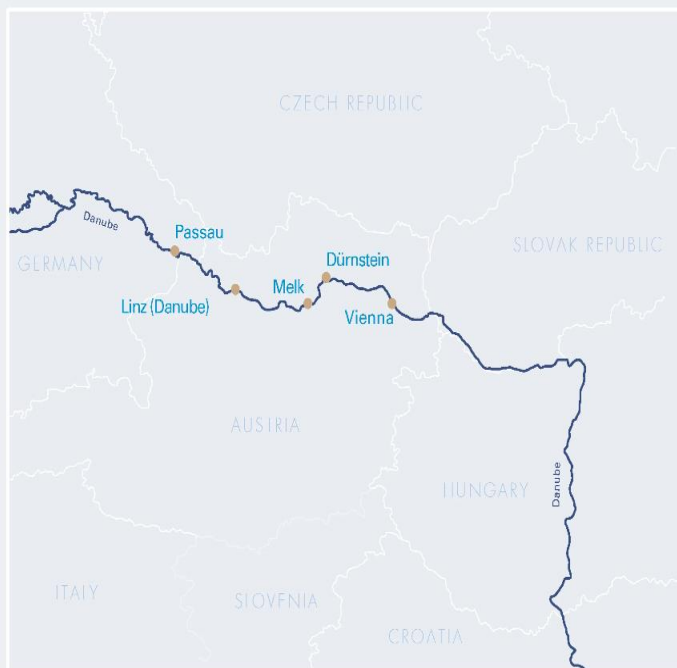 CZECH REPUBLIC
Danube
Passau
SLOVAK REPUBLIC
GERMANY
Dürnstein
Melk
Linz (Danube)
Vienna
AUSTRIA
HUNGARY
Danube
ITALY
SLOVENIA
CROATIA